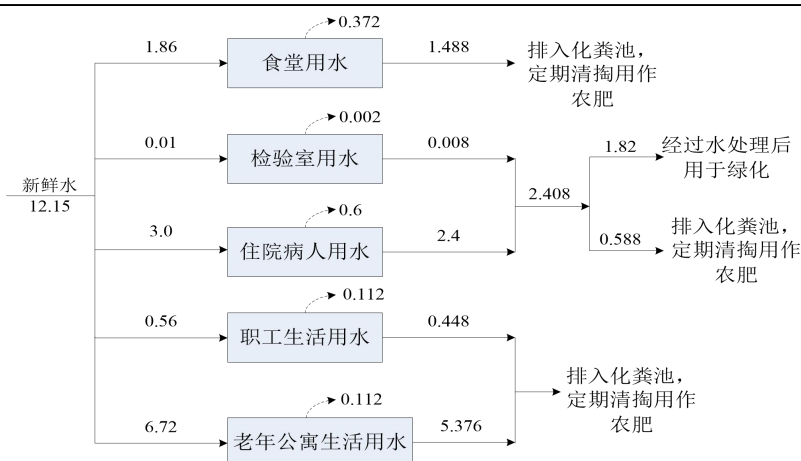 0.372
1.86
食堂用水
1.488
排入化粪池，
定期清掏用作
农肥
0.002
0.01
检验室用水
0.008
1.82
经过水处理后
用于绿化
新鲜水
12.15
2.408
0.6
3.0
住院病人用水
2.4
0.588
排入化粪池，
定期清掏用作
农肥
0.112
0.56
职工生活用水
0.448
排入化粪池，
定期清掏用作
农肥
0.112
6.72
老年公寓生活用水
5.376